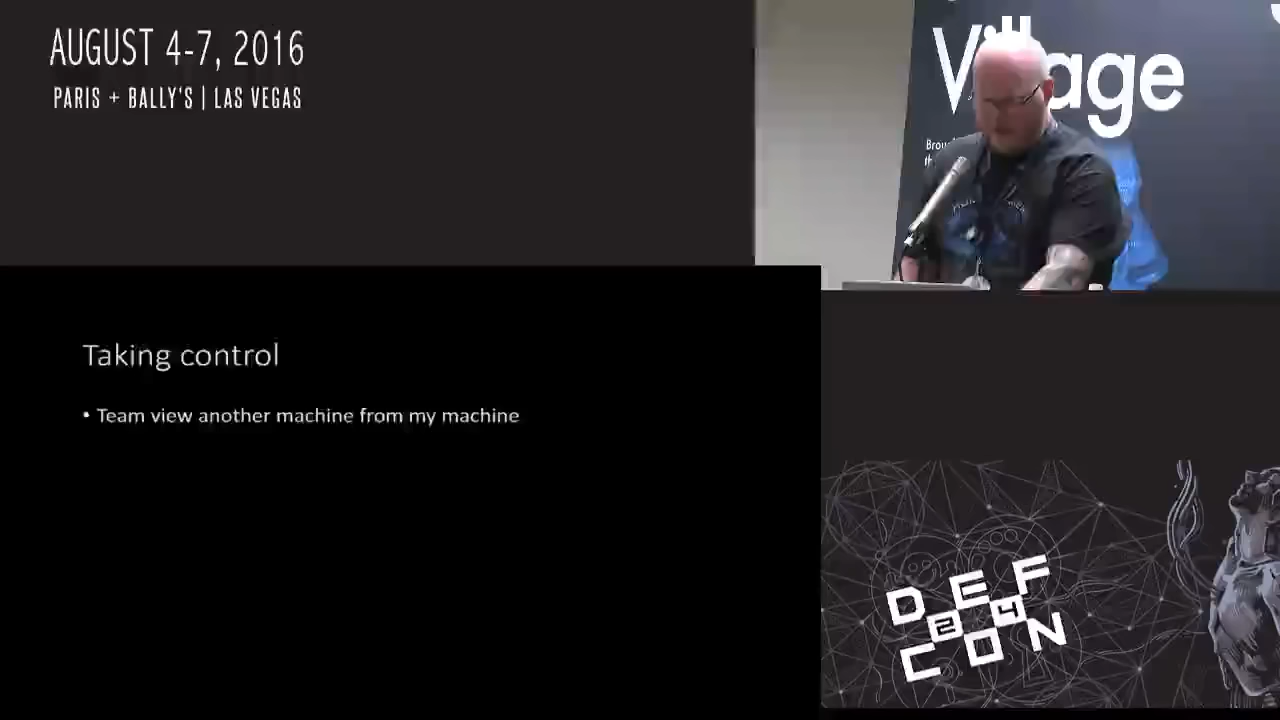 AUGUST 4-7, 2016
PARIS + BALLY'S | LAS VEGAS
Village
Taking control
• Team view another machine from my machine
DEF
24
CON